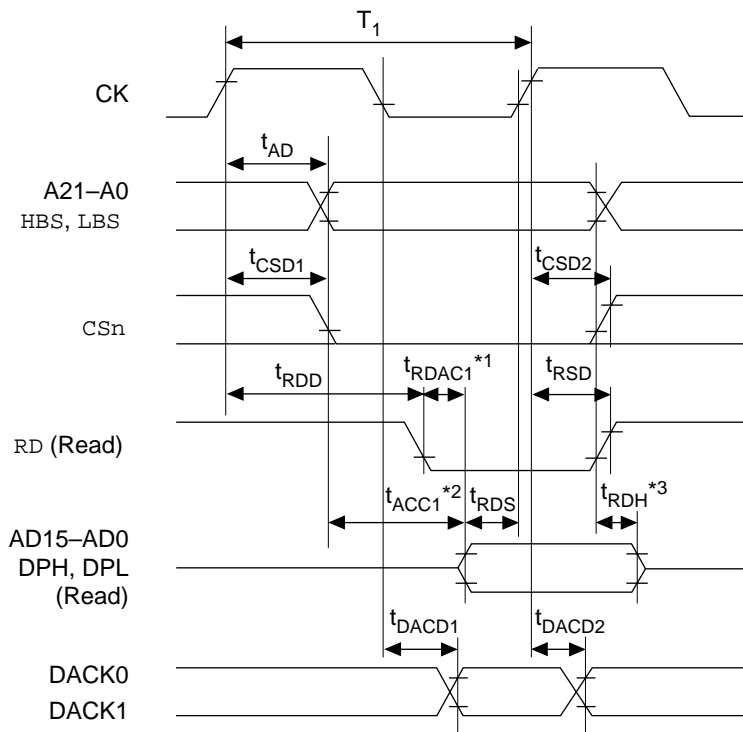 T1
CK
tAD
A21–A0
HBS, LBS
tCSD1
tCSD2
CSn
tRDD
tRDAC1*1
tRSD
RD (Read)
tACC1*2
tRDS
tRDH*3
AD15–AD0
DPH, DPL
(Read)
tDACD1
tDACD2
DACK0
DACK1